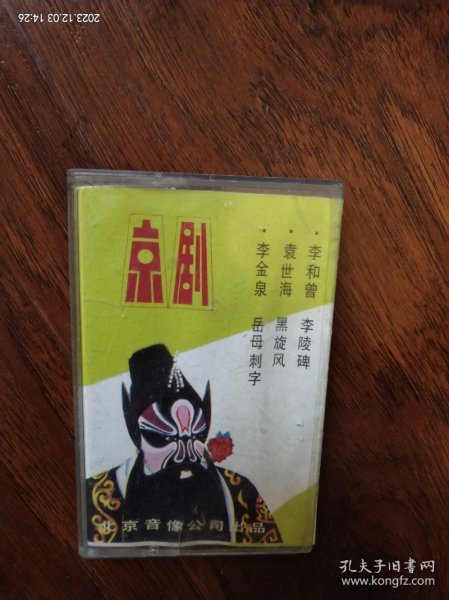 2023.12.03 14:26
京剧
·李和曾 李陵碑
·袁世海 黑旋风
·李金泉 岳母刺字
北京音像公司出品
孔夫子旧书网
www.kongfz.com